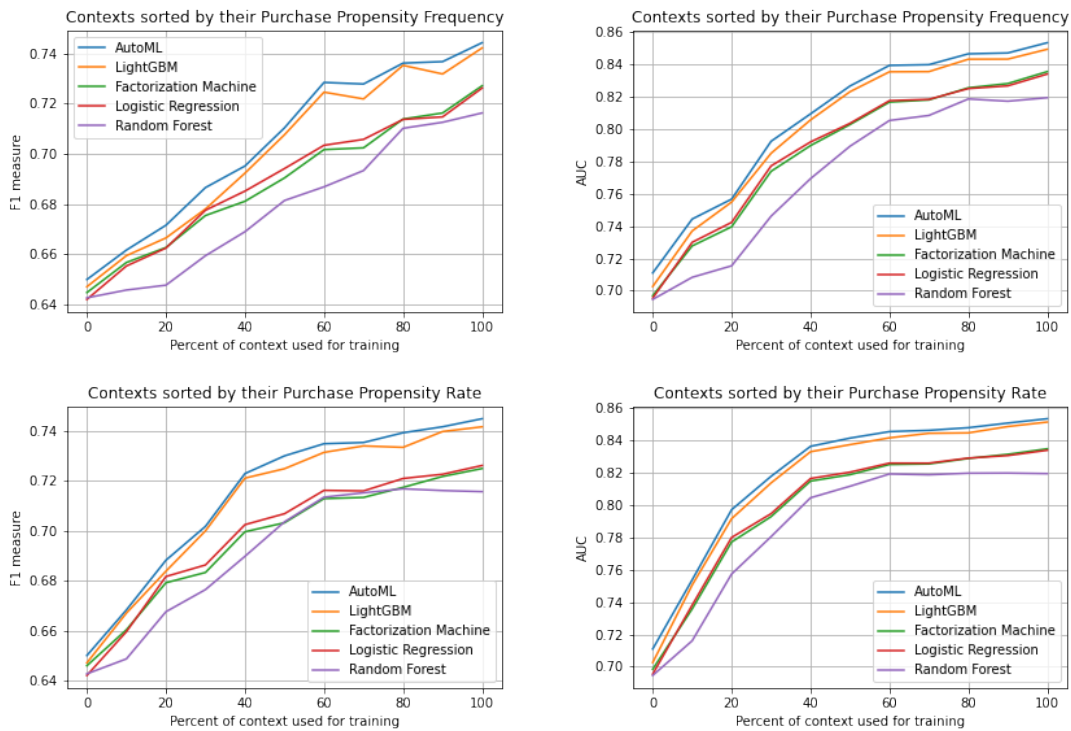 Contexts sorted by their Purchase Propensity Frequency
F1 measure
0.74
0.72
0.70
0.68
0.66
0.64
AutoML
LightGBM
Factorization Machine
Logistic Regression
Random Forest
0 20 40 60 80 100
Percent of context used for training
Contexts sorted by their Purchase Propensity Frequency
AUC
0.86
0.84
0.82
0.80
0.78
0.76
0.74
0.72
0.70
AutoML
LightGBM
Factorization Machine
Logistic Regression
Random Forest
0 20 40 60 80 100
Percent of context used for training
Contexts sorted by their Purchase Propensity Rate
F1 measure
0.74
0.72
0.70
0.68
0.66
0.64
AutoML
LightGBM
Factorization Machine
Logistic Regression
Random Forest
0 20 40 60 80 100
Percent of context used for training
Contexts sorted by their Purchase Propensity Rate
AUC
0.86
0.84
0.82
0.80
0.78
0.76
0.74
0.72
0.70
AutoML
LightGBM
Factorization Machine
Logistic Regression
Random Forest
0 20 40 60 80 100
Percent of context used for training